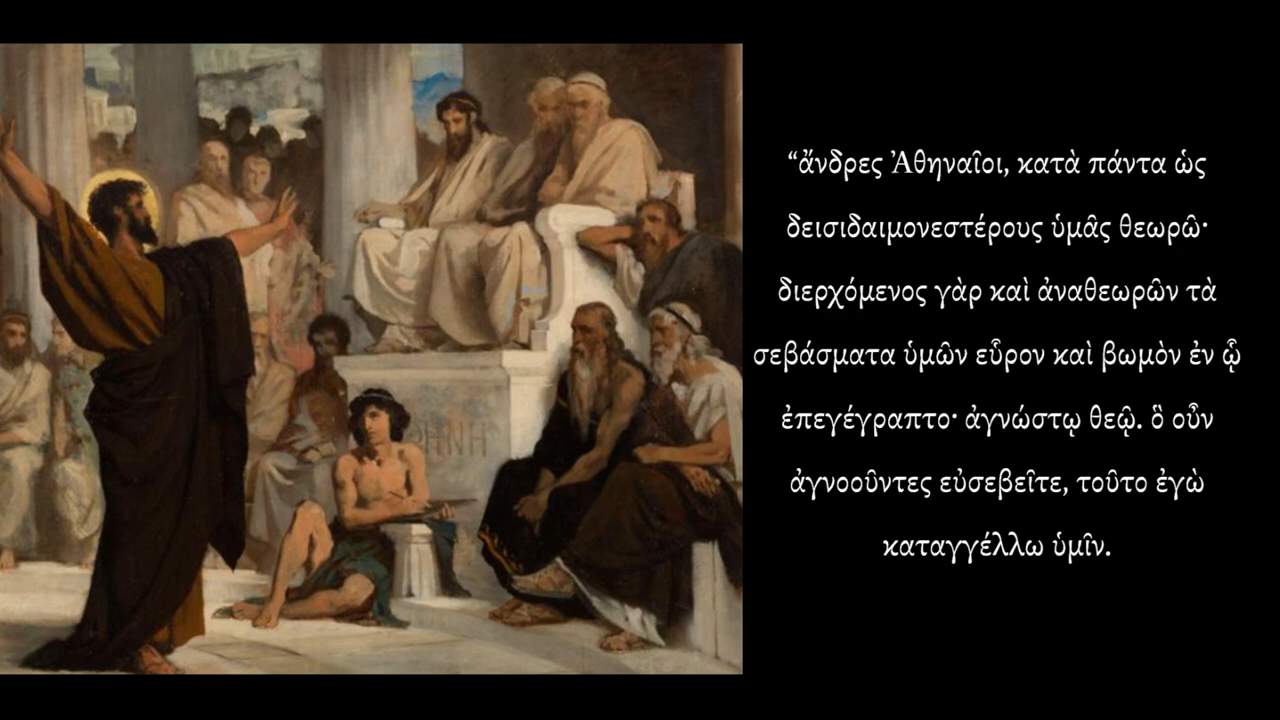 “ἄνδρες Ἀθηναῖοι, κατὰ πάντα ὡς
δεισιδαιμονεστέρους ὑμᾶς θεωρῶ·
διερχόμενος γὰρ καὶ ἀναθεωρῶν τὰ
σεβάσματα ὑμῶν εὗρον καὶ βωμὸν ἐν ᾧ
ἐπεγέγραπτο· ἀγνώστῳ θεῷ. ὃ οὖν
ἀγνοοῦντες εὐσεβεῖτε, τοῦτο ἐγὼ
καταγγέλλω ὑμῖν.